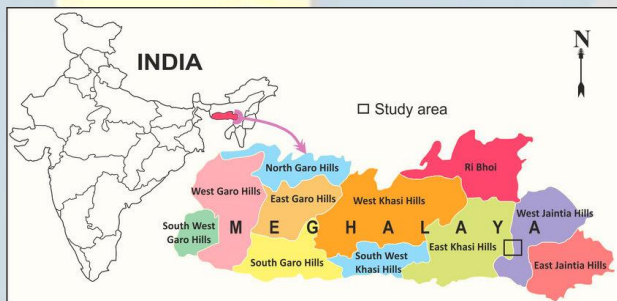 INDIA
N
Study area
Ri Bhoi
North Garo Hills
West Garo Hills
East Garo Hills
West Khasi Hills
West Jaintia Hills
South West
Garo Hills
MEGHALAYA
East Khasi Hills
South Garo Hills
South West
Khasi Hills
East Jaintia Hills